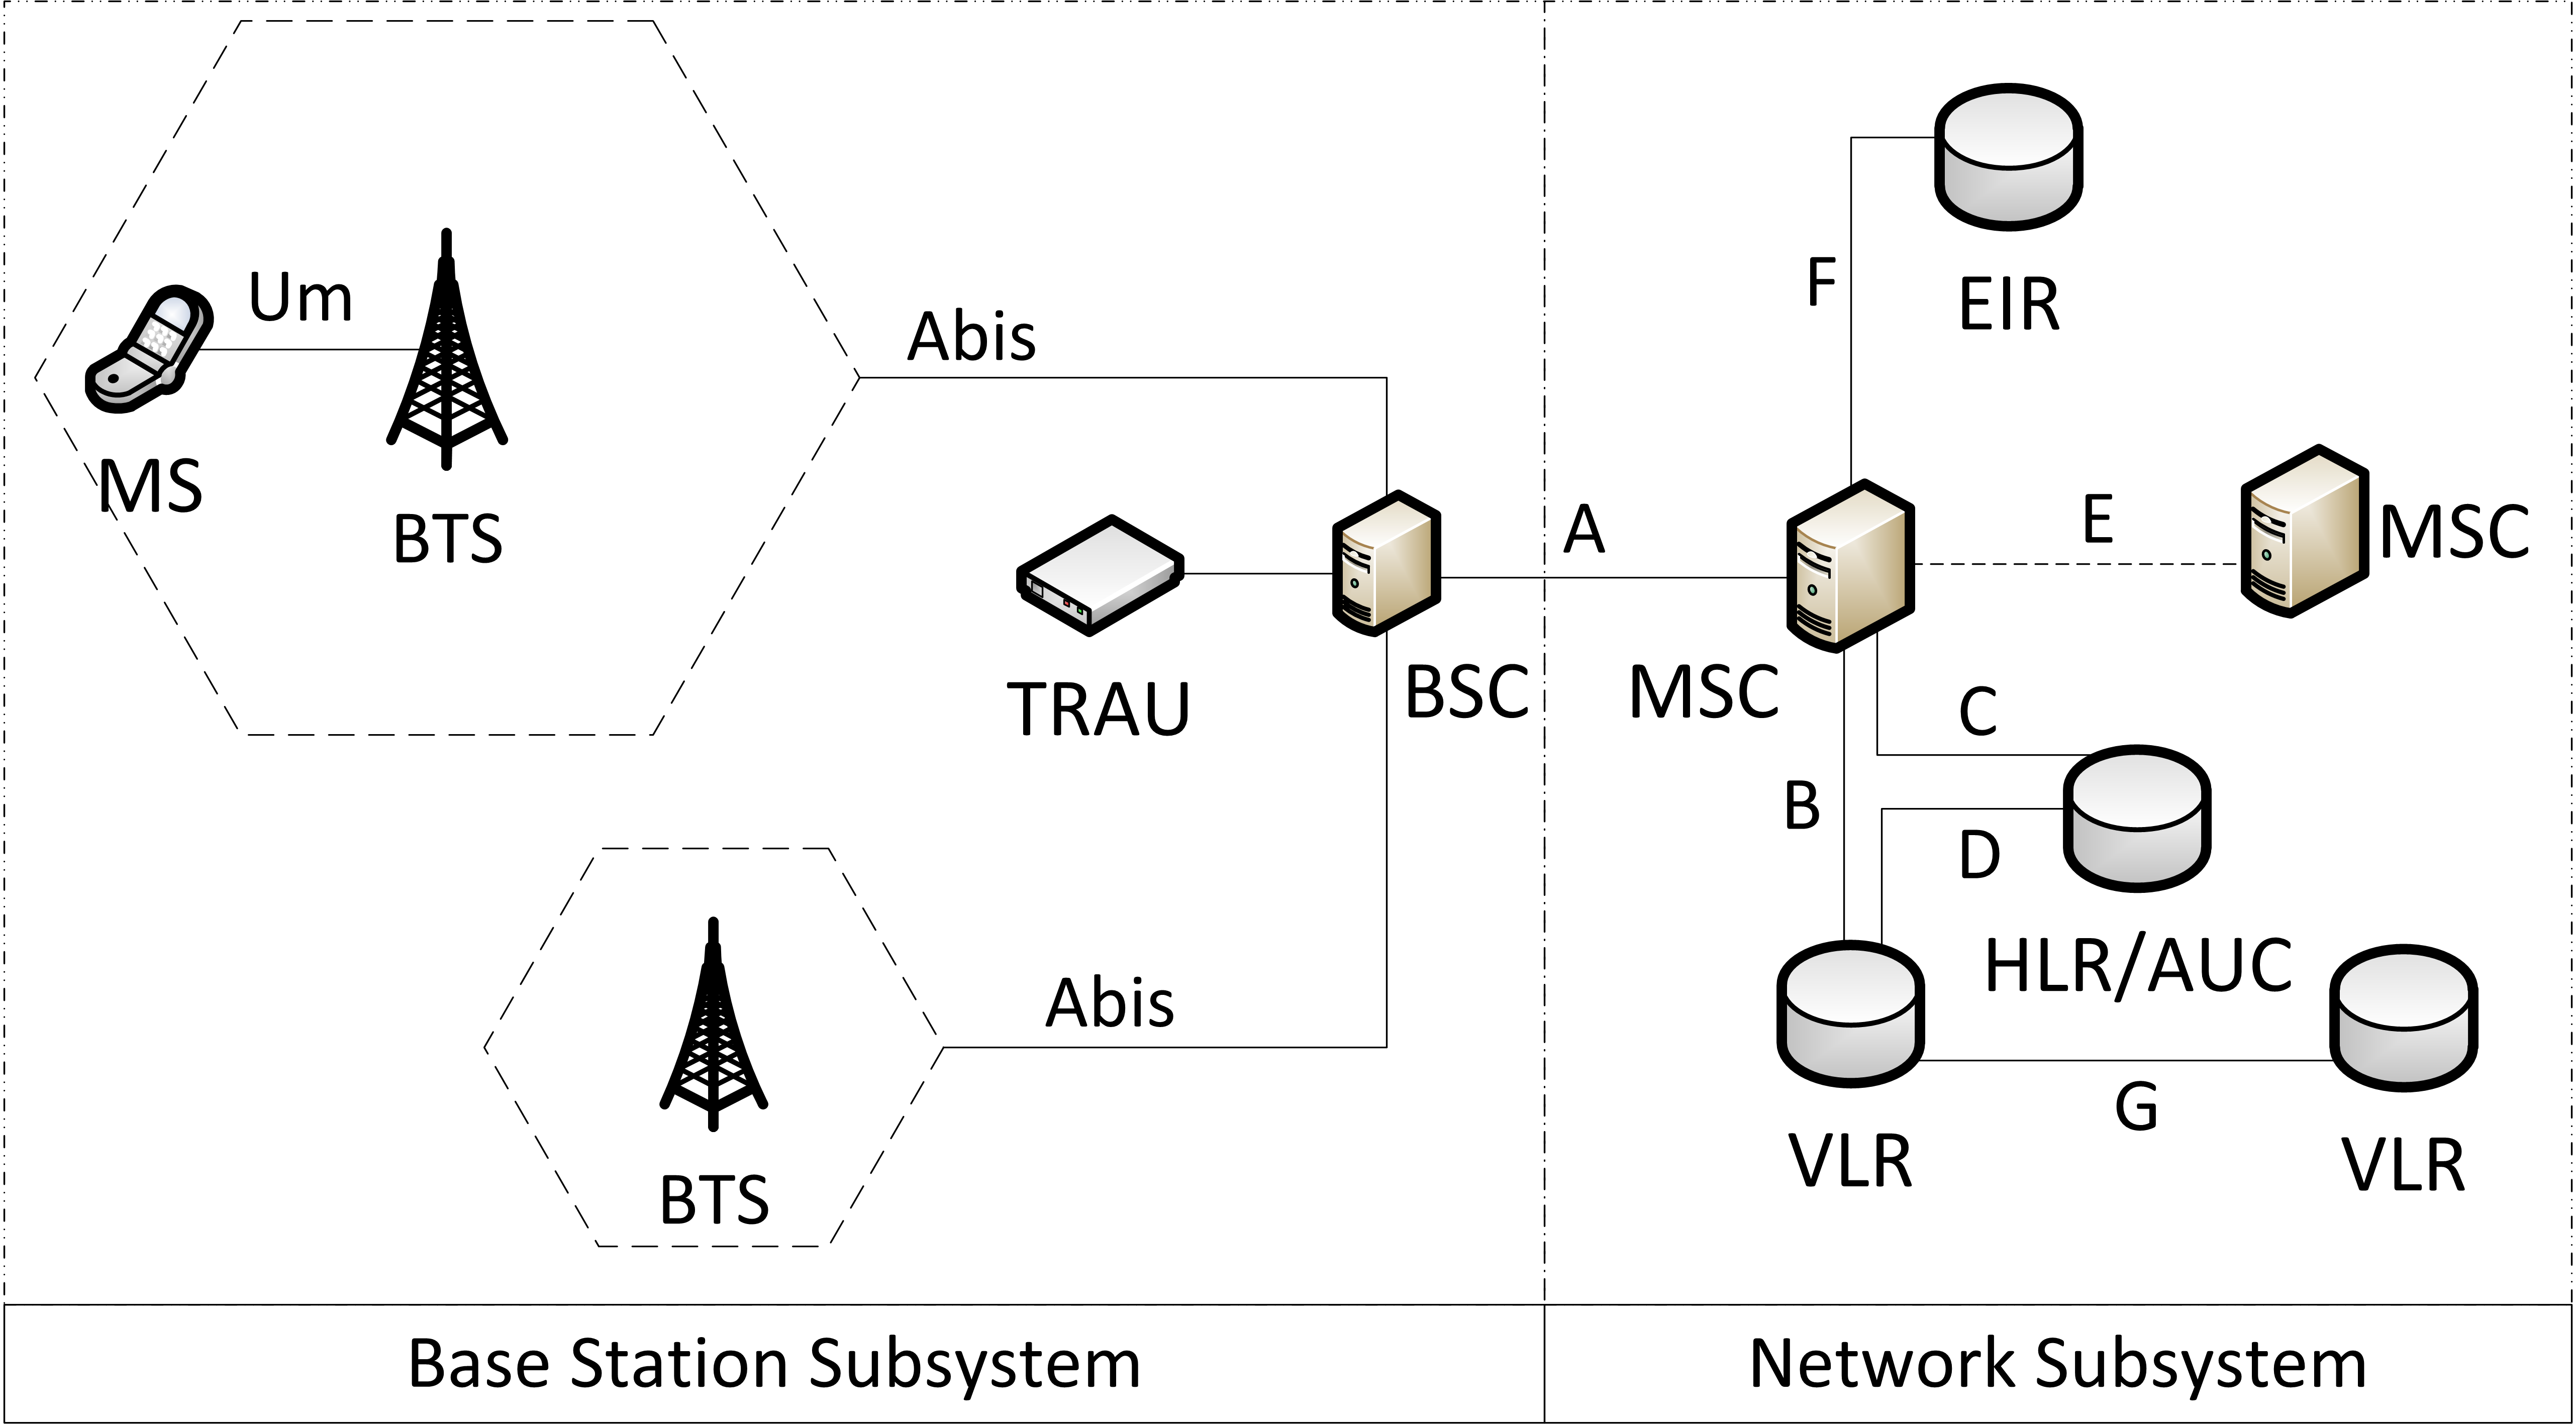 Um
MS
BTS
Abis
TRAU
BSC
BTS
Abis
A
F
EIR
MSC
E
MSC
C
B
D
HLR/AUC
VLR
G
VLR
Base Station Subsystem
Network Subsystem